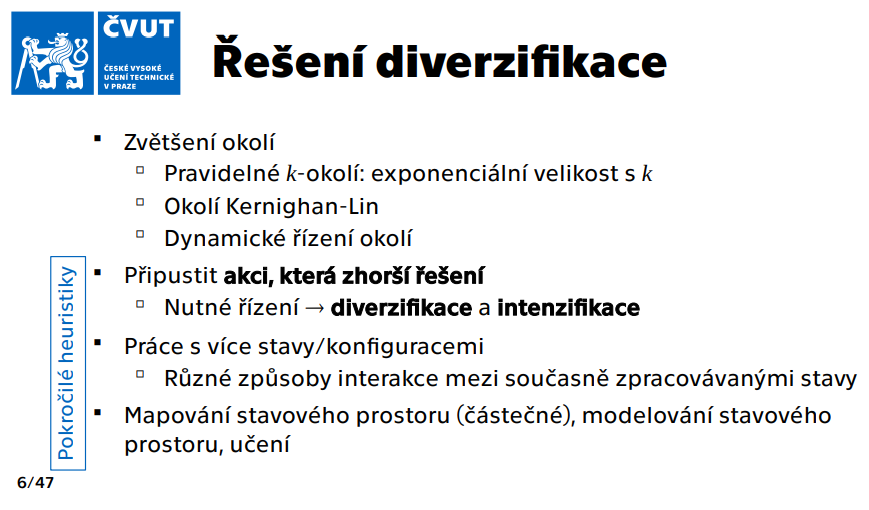 ČVUT
ČESKÉ VYSOKÉ
UČENÍ TECHNICKÉ
V PRAZE
Řešení diverzifikace
Zvětšení okolí
Pravidelné k-okolí: exponenciální velikost s k
Okolí Kernighan-Lin
Dynamické řízení okolí
Pokročilé heuristiky
Připustit akci, která zhorší řešení
Nutné řízení → diverzifikace a intenzifikace
Práce s více stavy/konfiguracemi
Různé způsoby interakce mezi současně zpracovávanými stavy
Mapování stavového prostoru (částečné), modelování stavového
prostoru, učení
6/47